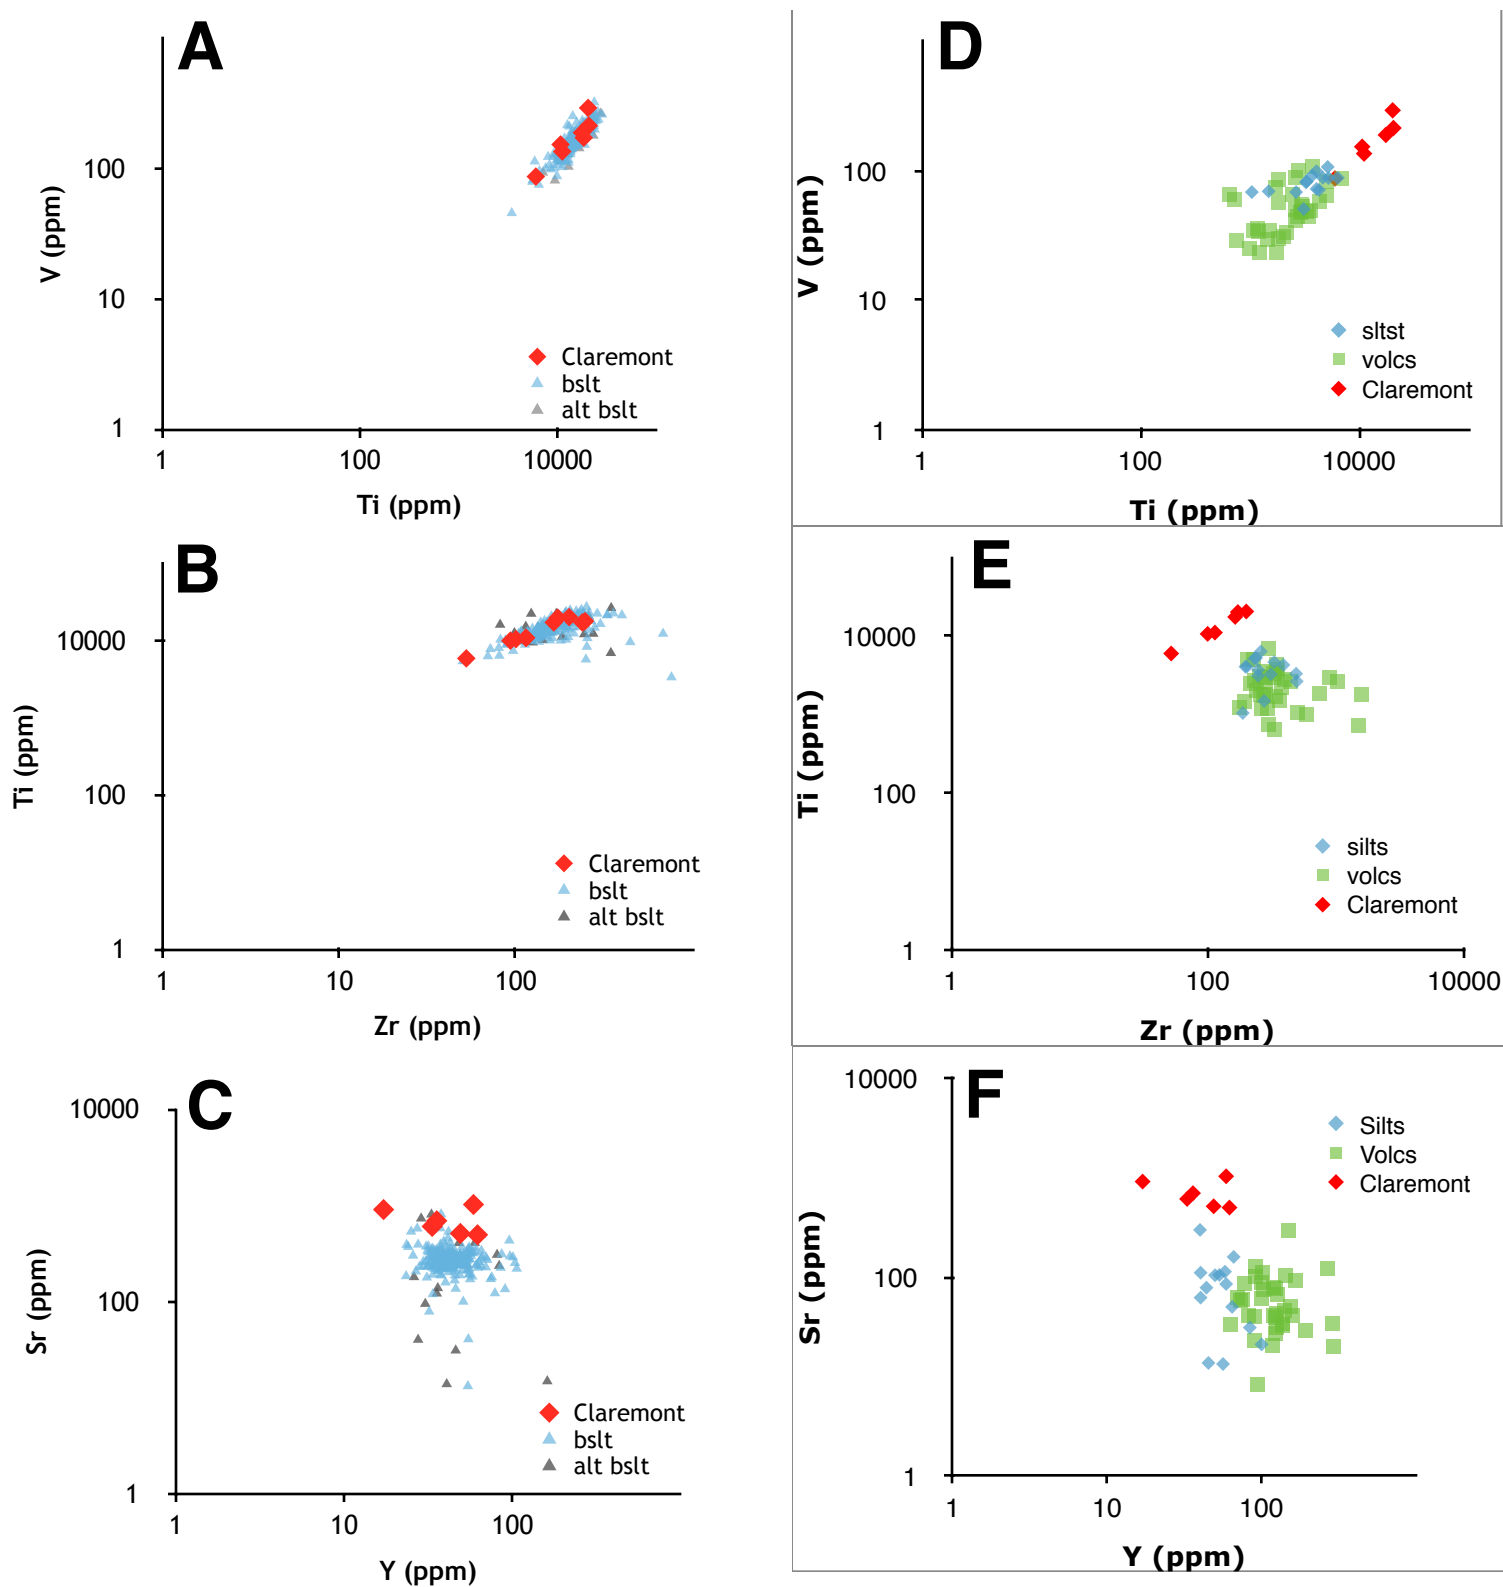 A
V (ppm)
100
10
1
1
100
10000
Ti (ppm)
Claremont
bslt
alt bslt
B
Ti (ppm)
10000
100
1
1
10
100
Zr (ppm)
Claremont
bslt
alt bslt
C
Sr (ppm)
10000
100
1
1
10
100
Y (ppm)
Claremont
bslt
alt bslt
D
V (ppm)
100
10
1
1
100
10000
Ti (ppm)
sltst
volcs
Claremont
E
Ti (ppm)
10000
100
1
1
100
10000
Zr (ppm)
silts
volcs
Claremont
F
Sr (ppm)
10000
100
1
1
10
100
Y (ppm)
Silts
Volcs
Claremont